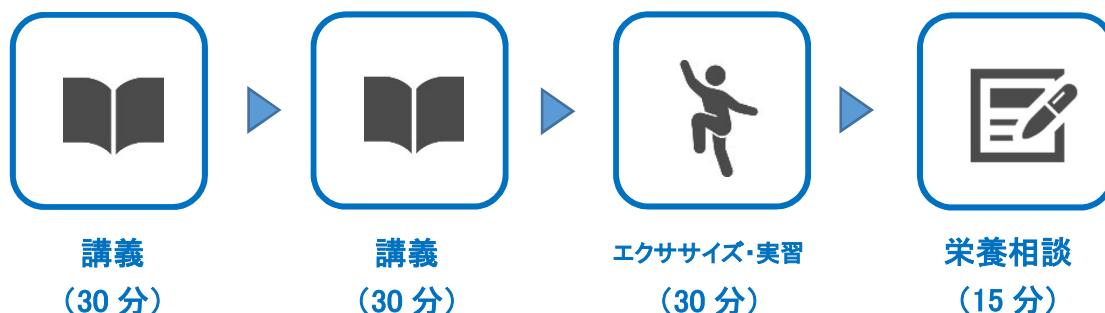 講義
(30 分)
講義
(30 分)
エクササイズ・実習
(30 分)
栄養相談
(15 分)